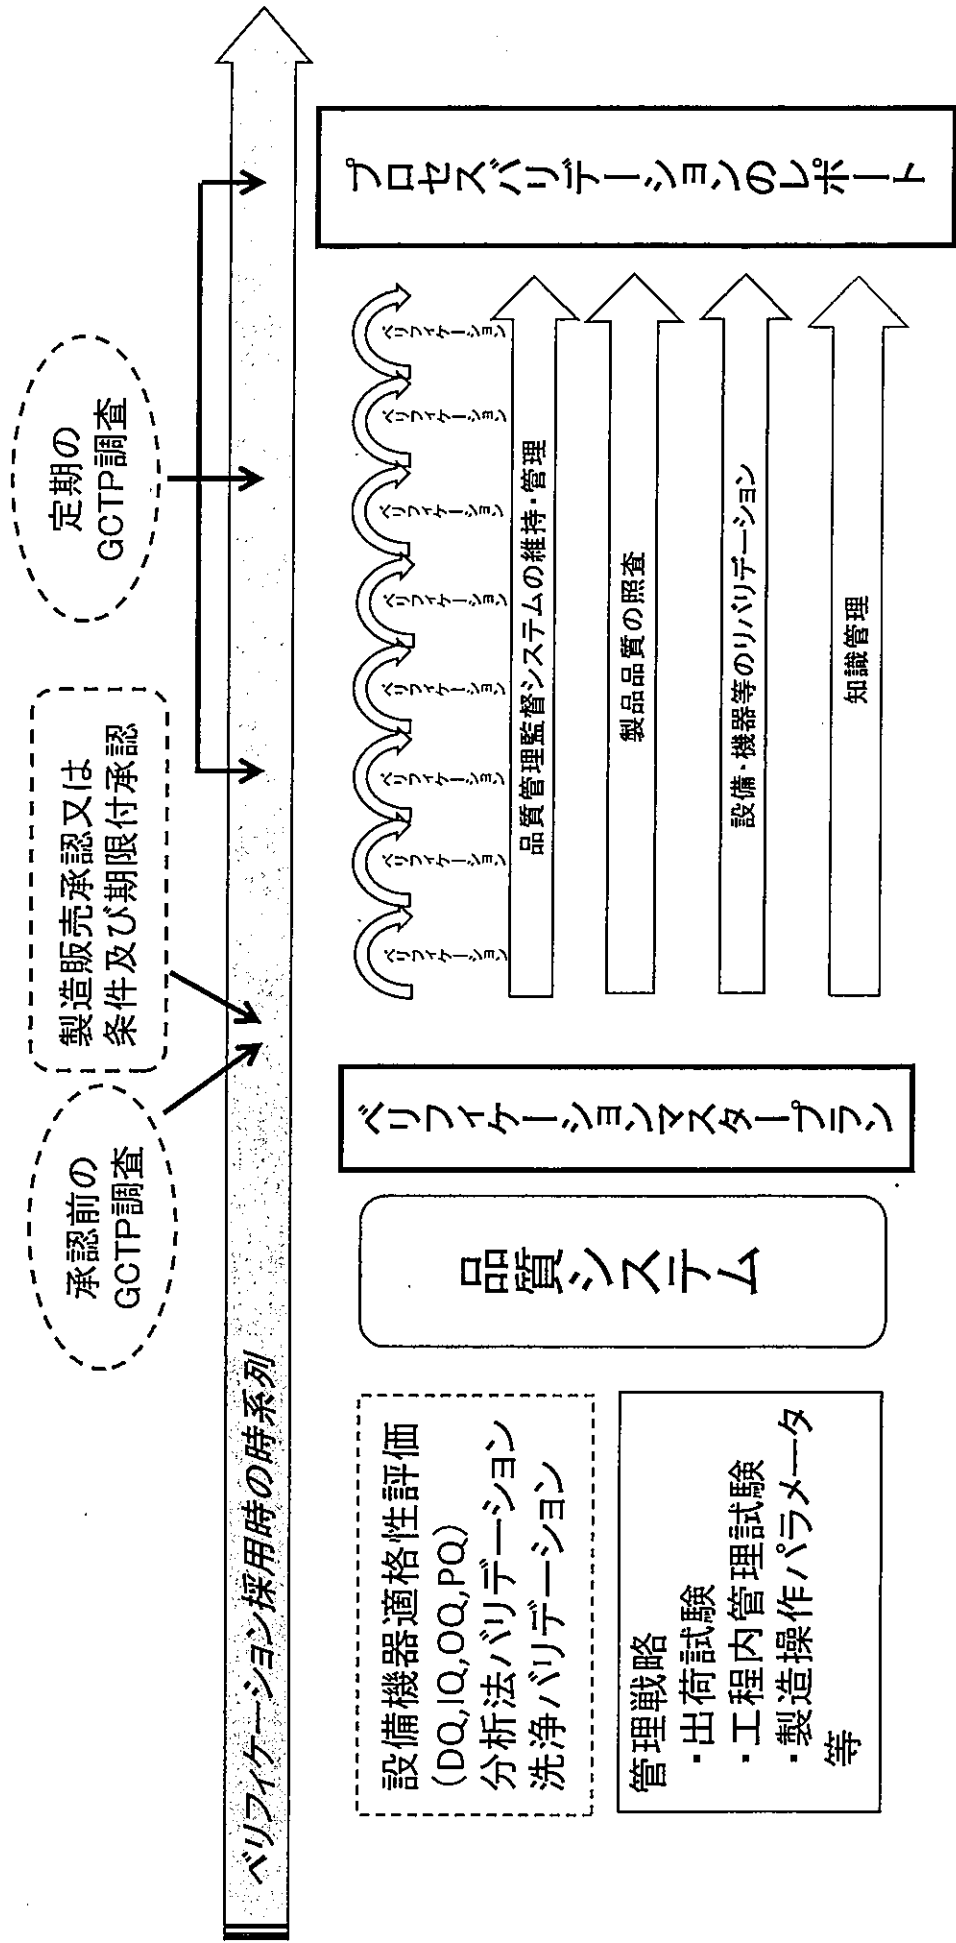 承認前の
GCTP調査
製造販売承認又は
条件及び期限付承認
定期の
GCTP調査
ベリフィケーション採用時の時系列
設備機器適格性評価
(DQ,IQ,OQ,PQ)
分析法バリデーション
洗浄バリデーション
管理戦略
・出荷試験
・工程内管理試験
・製造操作パラメータ
等
品質システム
ベリフィケーションマスタープラン
ベリフィケーション
ベリフィケーション
ベリフィケーション
ベリフィケーション
ベリフィケーション
ベリフィケーション
ベリフィケーション
ベリフィケーション
品質管理監督システムの維持・管理
製品品質の照査
設備・機器等のリバリデーション
知識管理
プロセスバリデーションのレポート